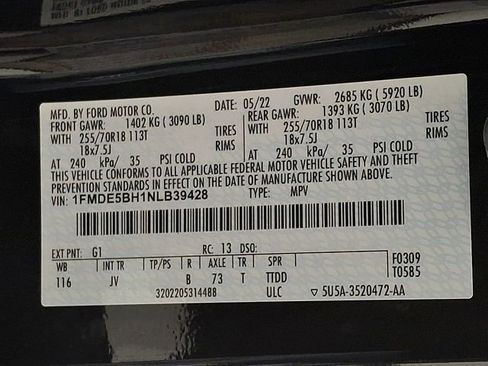 MFD. BY FORD MOTOR CO.
DATE: 05/22 GVWR: 2685 KG (5920 LB)
FRONT GAWR: 1402 KG (3090 LB) REAR GAWR: 1393 KG (3070 LB)
WITH 255/70R18 113T TIRES WITH 255/70R18 113T TIRES
18x7.5J RIMS 18x7.5J RIMS
AT 240 kPa/ 35 PSI COLD AT 240 kPa/ 35 PSI COLD
THIS VEHICLE CONFORMS TO ALL APPLICABLE FEDERAL MOTOR VEHICLE SAFETY AND THEFT
PREVENTION STANDARDS IN EFFECT ON THE DATE OF MANUFACTURE SHOWN ABOVE.
VIN: 1FMDE5BH1NLB39428 TYPE: MPV
EXT PNT: G1 RC: 13 DSO: F0309
WB INT TR TP/PS R AXLE TR SPR T0585
116 JV B 73 T TTDD
3202205314488 ULC ▽ 5U5A-3520472-AA